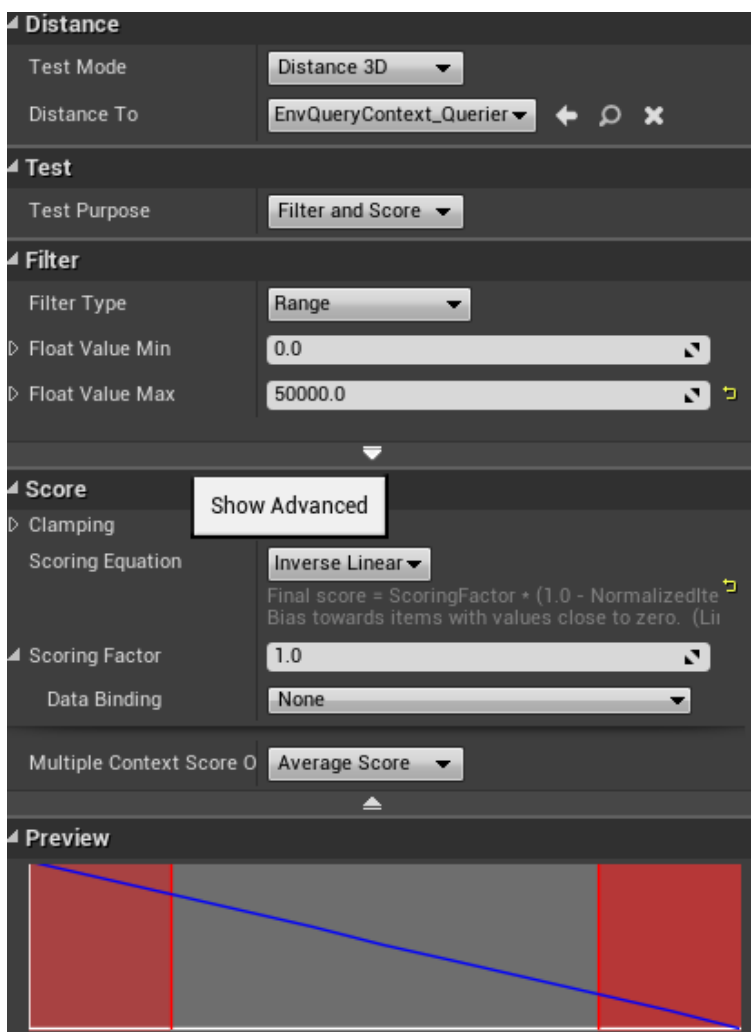 Distance
Test Mode Distance 3D
Distance To EnvQueryContext_Querier
Test
Test Purpose Filter and Score
Filter
Filter Type Range
Float Value Min 0.0
Float Value Max 50000.0
Score
Show Advanced
Clamping
Scoring Equation Inverse Linear
Final score = ScoringFactor * (1.0 - NormalizedIte
Bias towards items with values close to zero. (Li
Scoring Factor 1.0
Data Binding None
Multiple Context Score O Average Score
Preview